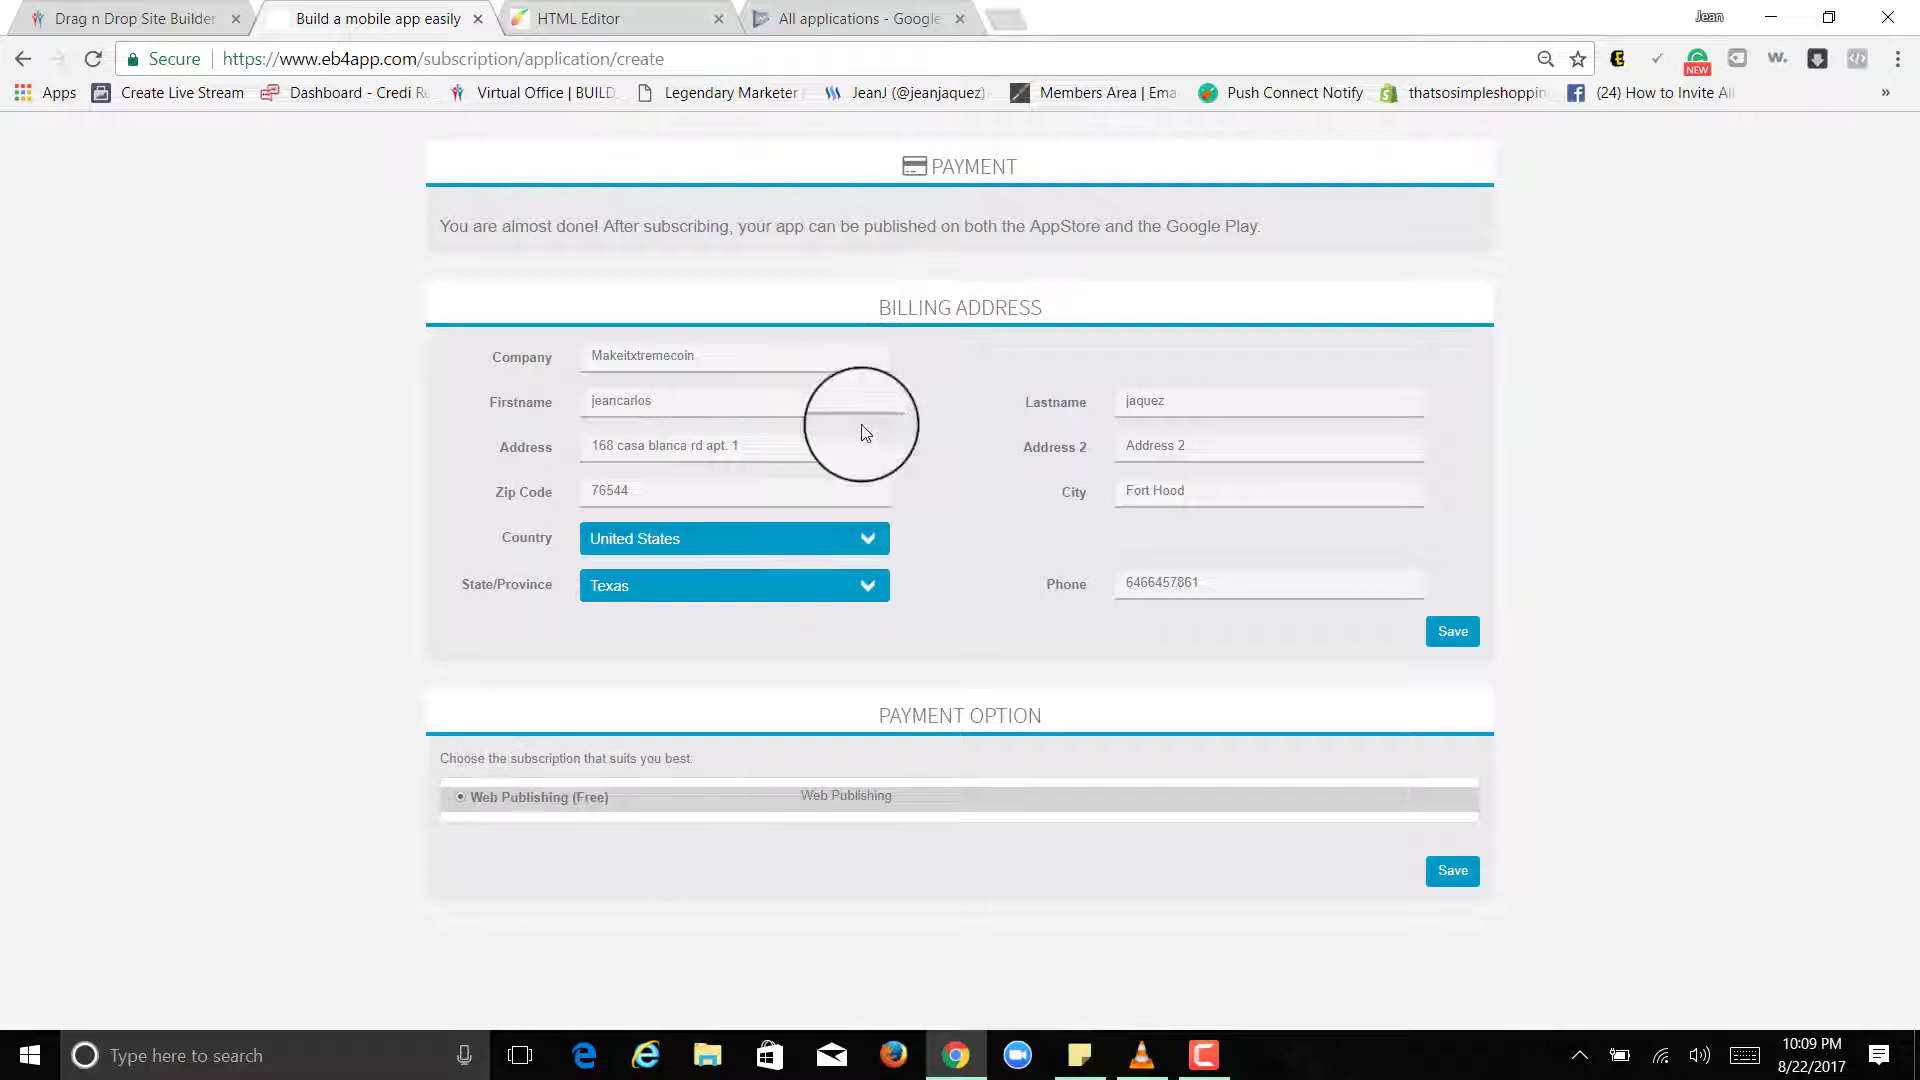 Drag n Drop Site Builder
Build a mobile app easily
HTML Editor
All applications - Google
Jean
Secure
https://www.eb4app.com/subscription/application/create
NEW
W.
Apps
Create Live Stream
Dashboard - Credi Re
Virtual Office | BUILD
Legendary Marketer
JeanJ (@jeanjaquez)
Members Area | Ema
Push Connect Notify
thatsosimpleshoppin
(24) How to Invite All
»
PAYMENT
You are almost done! After subscribing, your app can be published on both the AppStore and the Google Play.
BILLING ADDRESS
Company Makeitxtremecoin
Firstname jeancarlos Lastname jaquez
Address 168 casa blanca rd apt. 1 Address 2 Address 2
Zip Code 76544 City Fort Hood
Country United States
State/Province Texas Phone 6466457861
Save
PAYMENT OPTION
Choose the subscription that suits you best:
Web Publishing (Free) Web Publishing
Save
Type here to search
10:09 PM
8/22/2017